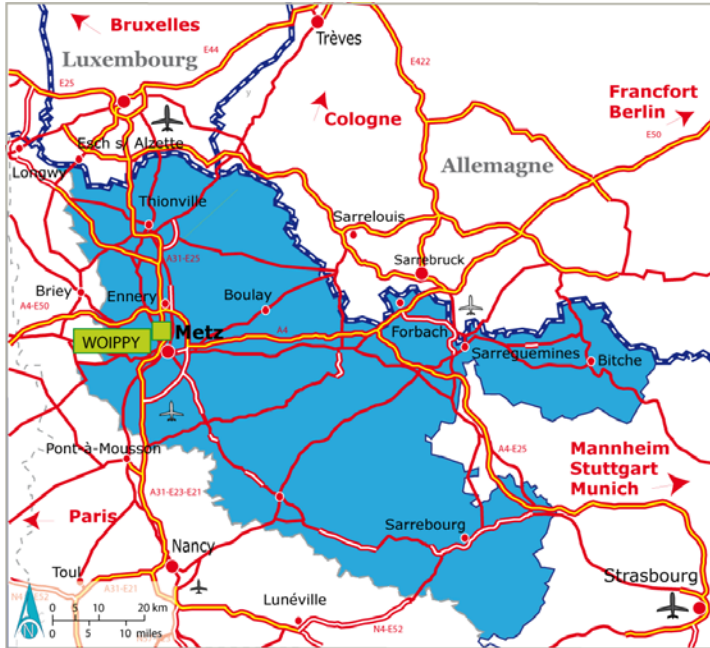 Bruxelles
Trèves
Luxembourg
E44
E422
E25
Francfort
Berlin
E50
Cologne
Esch s/ Alzette
Longwy
Allemagne
Thionville
Sarrelouis
Sarrebruck
A31-E25
Briey
Ennery
Boulay
A4-E50
Forbach
WOIPPY
Metz
A4
Sarreguemines
Bitche
Pont-à-Mousson
A4-E25
Mannheim
Stuttgart
Munich
A31-E23-E21
Paris
Sarrebourg
Nancy
Toul
A31-E21
Strasbourg
N4-E52
Lunéville
N4-E52
0 5 10 20 km
0 5 10 miles
N